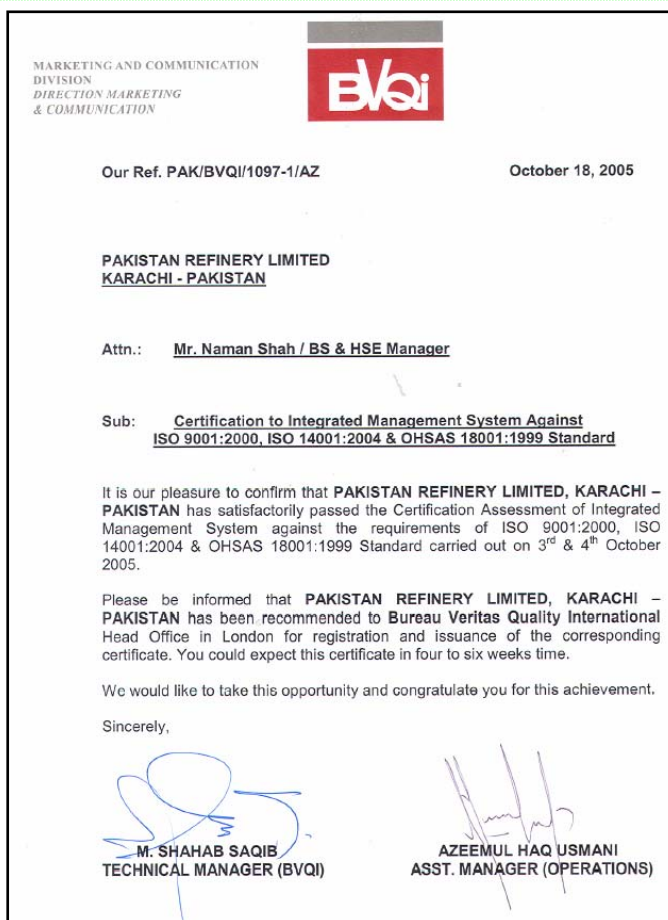 MARKETING AND COMMUNICATION
DIVISION
DIRECTION MARKETING
& COMMUNICATION
BVQi
Our Ref. PAK/BVQI/1097-1/AZ October 18, 2005
PAKISTAN REFINERY LIMITED
KARACHI - PAKISTAN
Attn.: Mr. Naman Shah / BS & HSE Manager
Sub: Certification to Integrated Management System Against
ISO 9001:2000, ISO 14001:2004 & OHSAS 18001:1999 Standard
It is our pleasure to confirm that PAKISTAN REFINERY LIMITED, KARACHI –
PAKISTAN has satisfactorily passed the Certification Assessment of Integrated
Management System against the requirements of ISO 9001:2000, ISO
14001:2004 & OHSAS 18001:1999 Standard carried out on 3rd & 4th October
2005.
Please be informed that PAKISTAN REFINERY LIMITED, KARACHI –
PAKISTAN has been recommended to Bureau Veritas Quality International
Head Office in London for registration and issuance of the corresponding
certificate. You could expect this certificate in four to six weeks time.
We would like to take this opportunity and congratulate you for this achievement.
Sincerely,
M. SHAHAB SAQIB AZEEMUL HAQ USMANI
TECHNICAL MANAGER (BVQI) ASST. MANAGER (OPERATIONS)